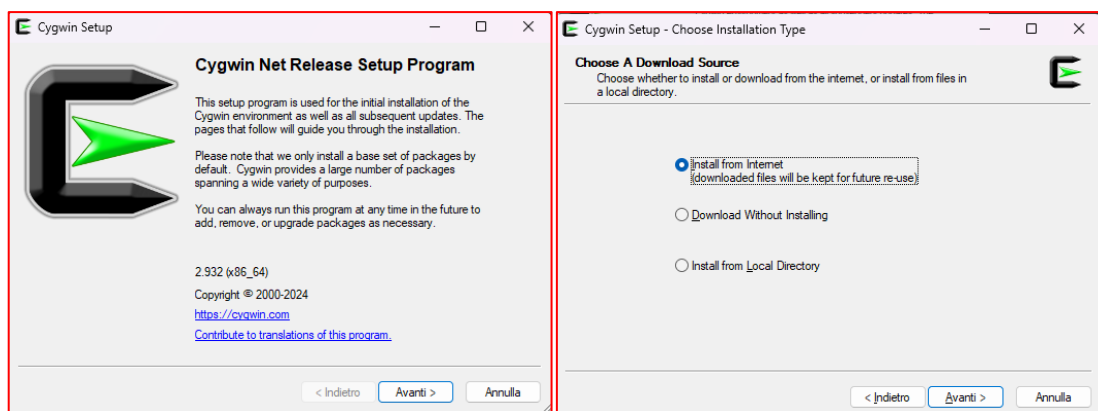 Cygwin Setup
Cygwin Net Release Setup Program
This setup program is used for the initial installation of the
Cygwin environment as well as all subsequent updates. The
pages that follow will guide you through the installation.
Please note that we only install a base set of packages by
default. Cygwin provides a large number of packages
spanning a wide variety of purposes.
You can always run this program at any time in the future to
add, remove, or upgrade packages as necessary.
2.932 (x86_64)
Copyright © 2000-2024
https://cygwin.com
Contribute to translations of this program.
< Indietro Avanti > Annulla
Cygwin Setup - Choose Installation Type
Choose A Download Source
Choose whether to install or download from the internet, or install from files in
a local directory.
Install from Internet
(downloaded files will be kept for future re-use)
Download Without Installing
Install from Local Directory
< Indietro Avanti > Annulla